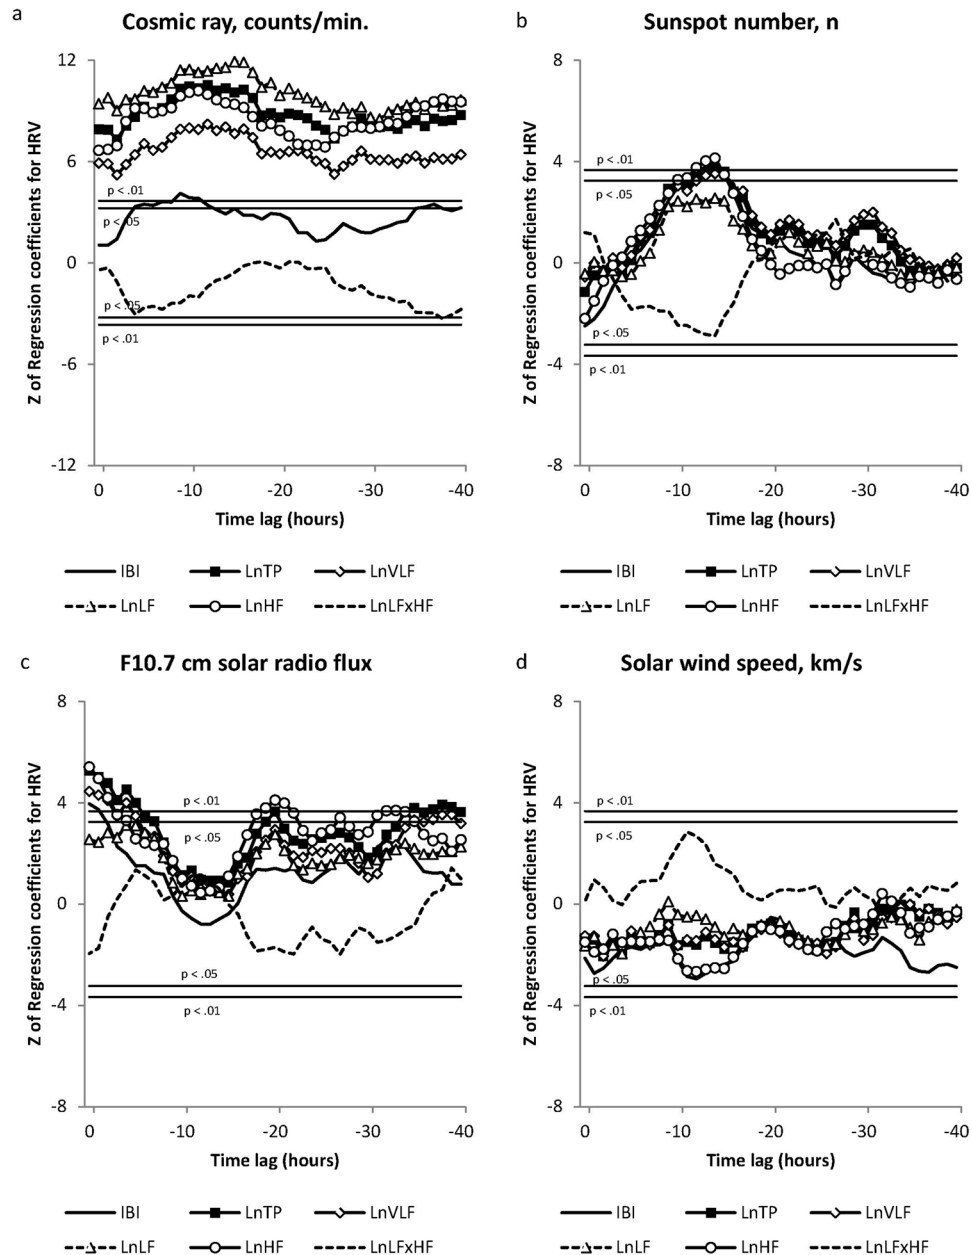 a
Cosmic ray, counts/min.
Z of Regression coefficients for HRV
12
6
0
-6
-12
p < .01
p < .05
p < .05
p < .01
0 -10 -20 -30 -40
Time lag (hours)
IBI LnTP LnVLF
LnLF LnHF LnLFxHF
b
Sunspot number, n
Z of Regression coefficients for HRV
8
4
0
-4
-8
p < .01
p < .05
p < .05
p < .01
0 -10 -20 -30 -40
Time lag (hours)
IBI LnTP LnVLF
LnLF LnHF LnLFxHF
c
F10.7 cm solar radio flux
Z of Regression coefficients for HRV
8
4
0
-4
-8
p < .01
p < .05
p < .05
p < .01
0 -10 -20 -30 -40
Time lag (hours)
IBI LnTP LnVLF
LnLF LnHF LnLFxHF
d
Solar wind speed, km/s
Z of Regression coefficients for HRV
8
4
0
-4
-8
p < .01
p < .05
p < .05
p < .01
0 -10 -20 -30 -40
Time lag (hours)
IBI LnTP LnVLF
LnLF LnHF LnLFxHF